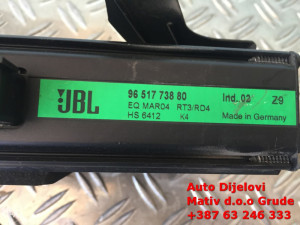 JBL
96 517 738 80
Ind. 03
Z9
EQ MAR04 RT3/RD4
HS 6412 K4
Made in Germany
Auto Dijelovi
Mativ d.o.o Grude
+387 63 246 333